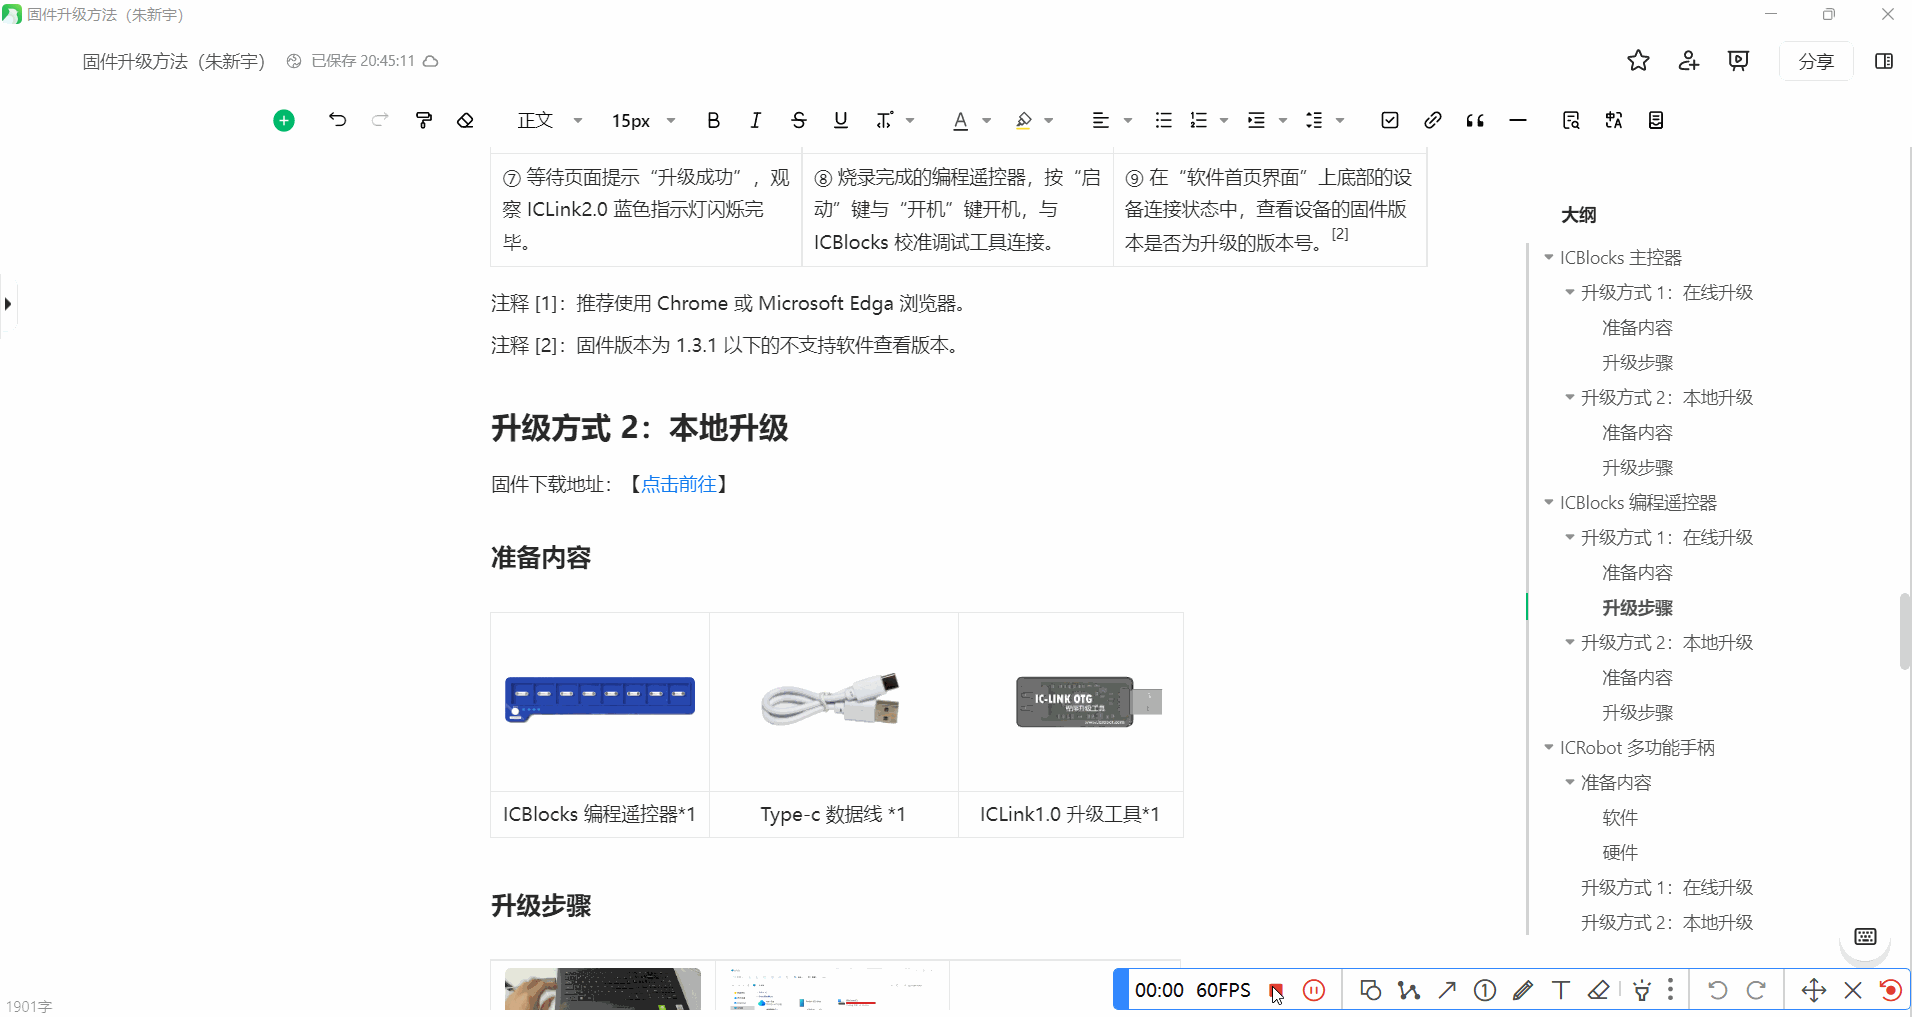 固件升级方法（朱新宇）
固件升级方法（朱新宇） 已保存 20:45:11
分享
正文 15px
⑦ 等待页面提示“升级成功”，观
察 ICLink2.0 蓝色指示灯闪烁完
毕。
⑧ 烧录完成的编程遥控器，按“启
动”键与“开机”键开机，与
ICBlocks 校准调试工具连接。
⑨ 在“软件首页界面”上底部的设
备连接状态中，查看设备的固件版
本是否为升级的版本号。[2]
注释 [1]：推荐使用 Chrome 或 Microsoft Edga 浏览器。
注释 [2]：固件版本为 1.3.1 以下的不支持软件查看版本。
升级方式 2：本地升级
固件下载地址：【点击前往】
准备内容
IC-LINK OTG
ICBlocks 编程遥控器*1
Type-c 数据线 *1
ICLink1.0 升级工具*1
升级步骤
大纲
ICBlocks 主控器
升级方式 1：在线升级
准备内容
升级步骤
升级方式 2：本地升级
准备内容
升级步骤
ICBlocks 编程遥控器
升级方式 1：在线升级
准备内容
升级步骤
升级方式 2：本地升级
准备内容
升级步骤
ICRobot 多功能手柄
准备内容
软件
硬件
升级方式 1：在线升级
升级方式 2：本地升级
00:00 60FPS
1901字